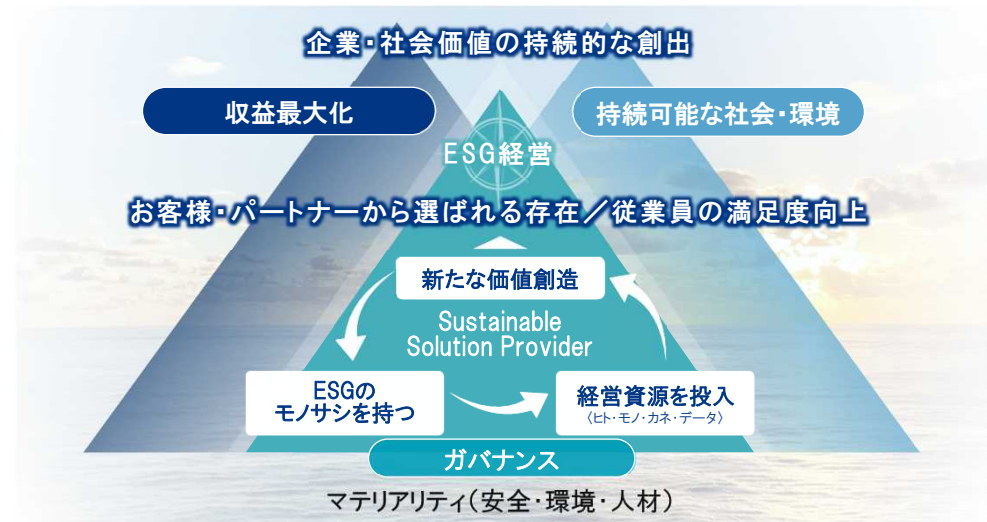 企業・社会価値の持続的な創出
収益最大化
持続可能な社会・環境
ESG経営
お客様・パートナーから選ばれる存在／従業員の満足度向上
新たな価値創造
Sustainable
Solution Provider
ESGの
モノサシを持つ
経営資源を投入
〈ヒト・モノ・カネ・データ〉
ガバナンス
マテリアリティ（安全・環境・人材）